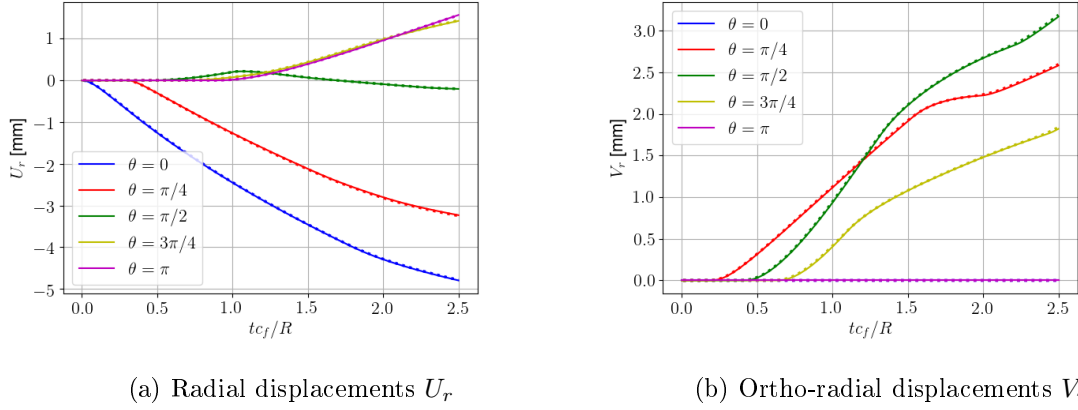 1
0
−1
−2
−3
−4
−5
U_r [mm]
θ = 0
θ = π/4
θ = π/2
θ = 3π/4
θ = π
0.0 0.5 1.0 1.5 2.0 2.5
tc_f/R
(a) Radial displacements U_r
3.0
2.5
2.0
1.5
1.0
0.5
0.0
V_r [mm]
θ = 0
θ = π/4
θ = π/2
θ = 3π/4
θ = π
0.0 0.5 1.0 1.5 2.0 2.5
tc_f/R
(b) Ortho-radial displacements V